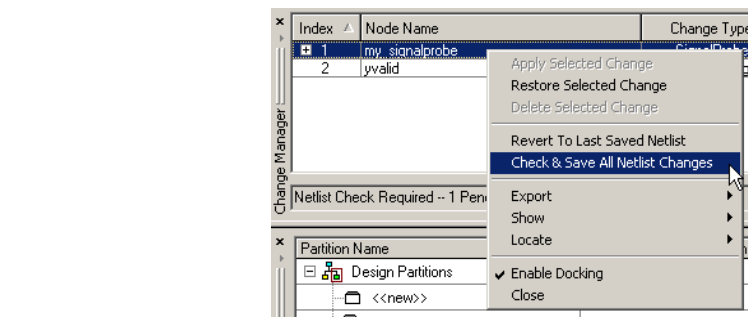 Index Node Name Change Type
1 my_signalprobe SignalProbe
2 yvalid
Apply Selected Change
Restore Selected Change
Delete Selected Change
Revert To Last Saved Netlist
Check & Save All Netlist Changes
Export
Show
Locate
Enable Docking
Close
Change Manager
Netlist Check Required -- 1 Pen
Partition Name
Design Partitions
<<new>>